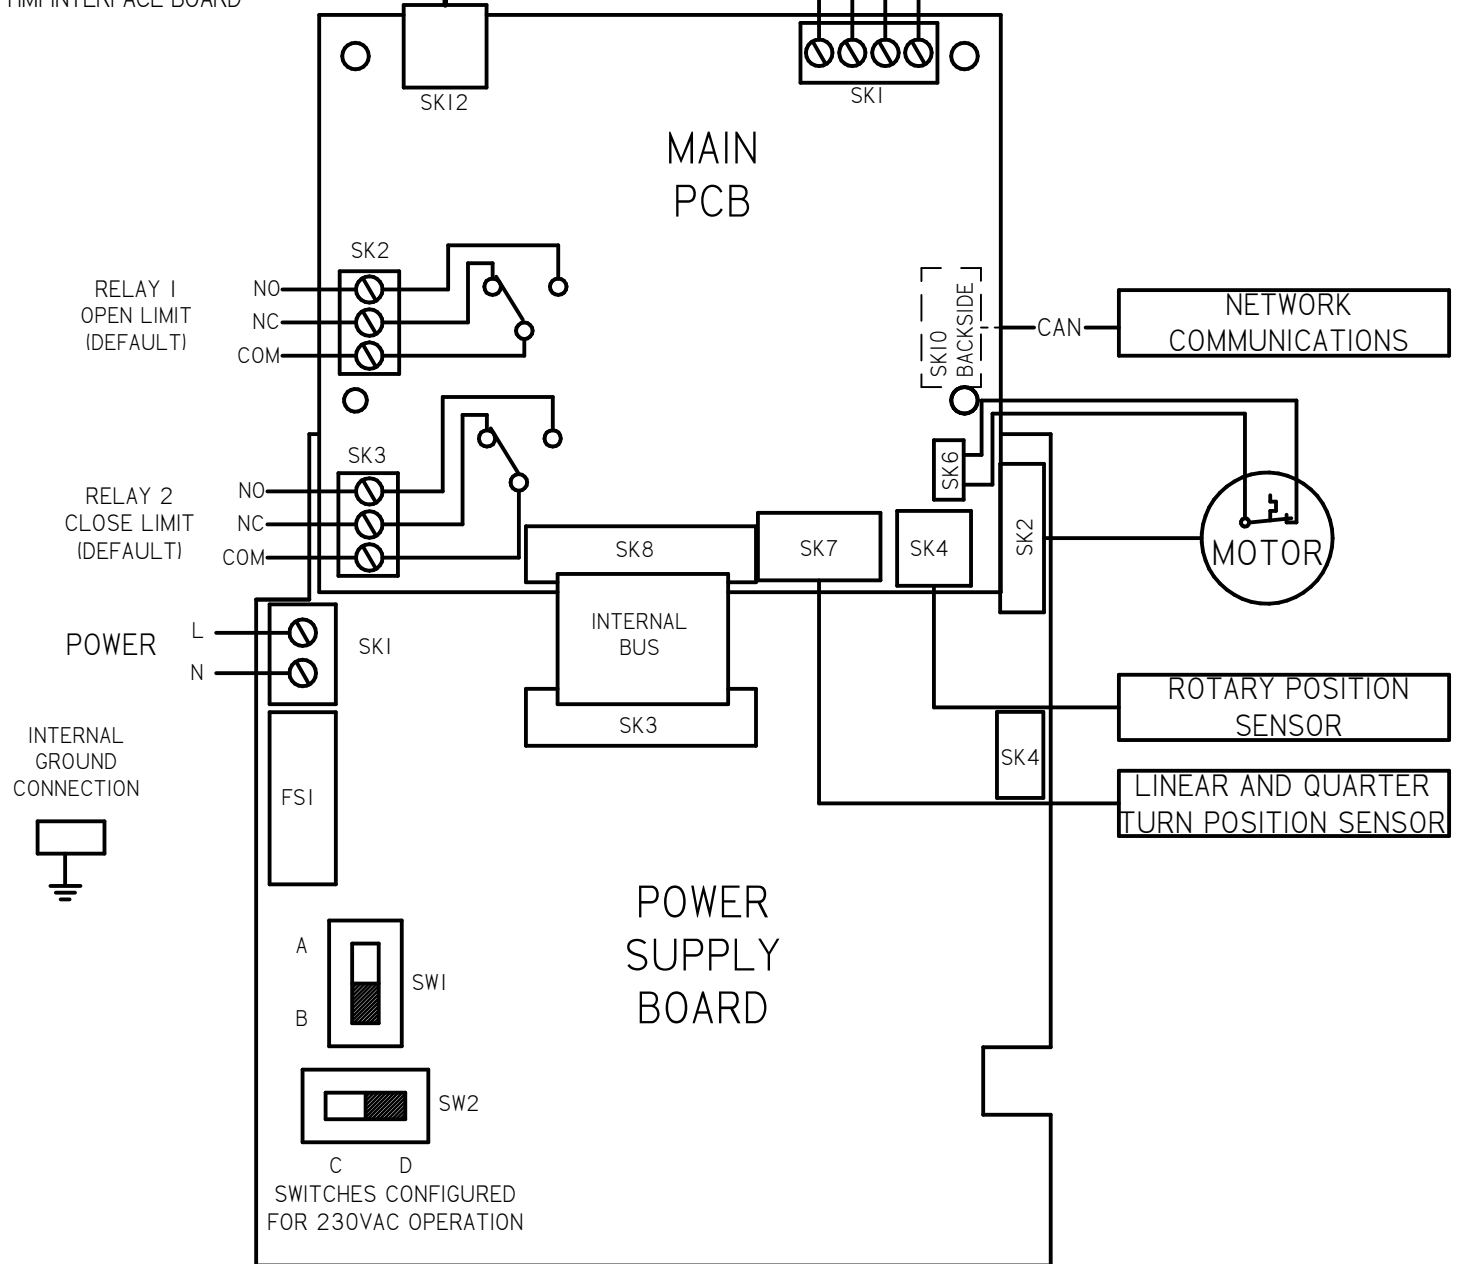 HMI INTERFACE BOARD
SK12
SK1
MAIN
PCB
SK2
RELAY 1
OPEN LIMIT
(DEFAULT)
NO
NC
COM
SK10
BACKSIDE
CAN
NETWORK
COMMUNICATIONS
SK3
RELAY 2
CLOSE LIMIT
(DEFAULT)
NO
NC
COM
SK6
SK8
SK7
SK4
SK2
MOTOR
POWER
L
N
SK1
INTERNAL
BUS
SK3
ROTARY POSITION
SENSOR
SK4
LINEAR AND QUARTER
TURN POSITION SENSOR
INTERNAL
GROUND
CONNECTION
FS1
POWER
SUPPLY
BOARD
A
B
SW1
SW2
C D
SWITCHES CONFIGURED
FOR 230VAC OPERATION